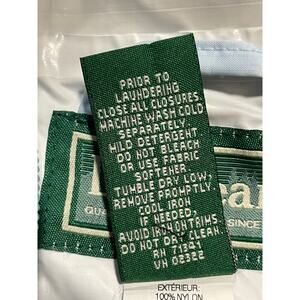 PRIOR TO
LAUNDERING
CLOSE ALL CLOSURES.
MACHINE WASH COLD
SEPARATELY.
MILD DETERGENT
DO NOT BLEACH
OR USE FABRIC
SOFTENER.
TUMBLE DRY LOW,
REMOVE PROMPTLY.
COOL IRON
IF NEEDED,
AVOID IRON ON TRIMS.
DO NOT DRY CLEAN.
RN 71341
VN 02322
SINCE
EXTÉRIEUR:
100% NYLON